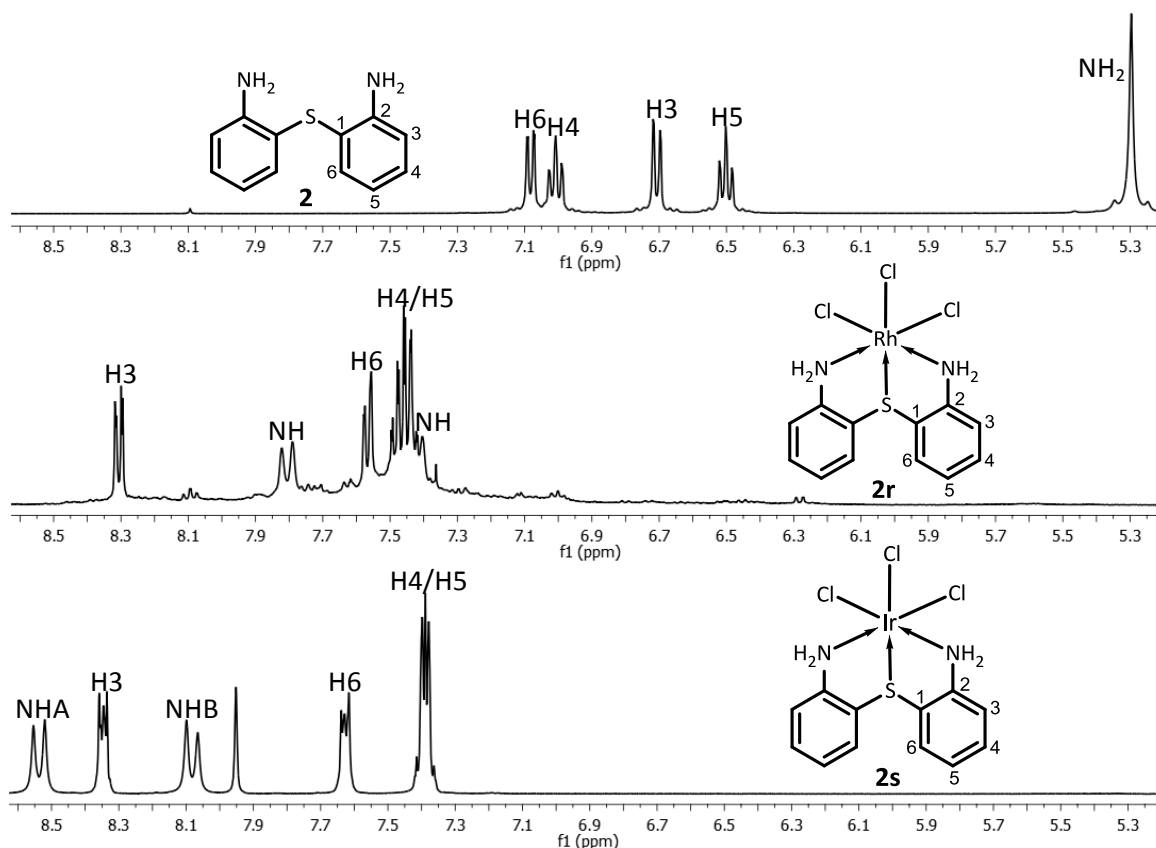 NH2
NH2
S
1
2
3
4
5
6
2
H6
H4
H3
H5
NH2
8.5 8.3 8.1 7.9 7.7 7.5 7.3 7.1 6.9 6.7 6.5 6.3 6.1 5.9 5.7 5.5 5.3
f1 (ppm)
H3
NH
H6
H4/H5
NH
Cl
Cl
Cl
Rh
H2N
NH2
S
1
2
3
4
5
6
2r
8.5 8.3 8.1 7.9 7.7 7.5 7.3 7.1 6.9 6.7 6.5 6.3 6.1 5.9 5.7 5.5 5.3
f1 (ppm)
NHA
H3
NHB
H6
H4/H5
Cl
Cl
Cl
Ir
H2N
NH2
S
1
2
3
4
5
6
2s
8.5 8.3 8.1 7.9 7.7 7.5 7.3 7.1 6.9 6.7 6.5 6.3 6.1 5.9 5.7 5.5 5.3
f1 (ppm)